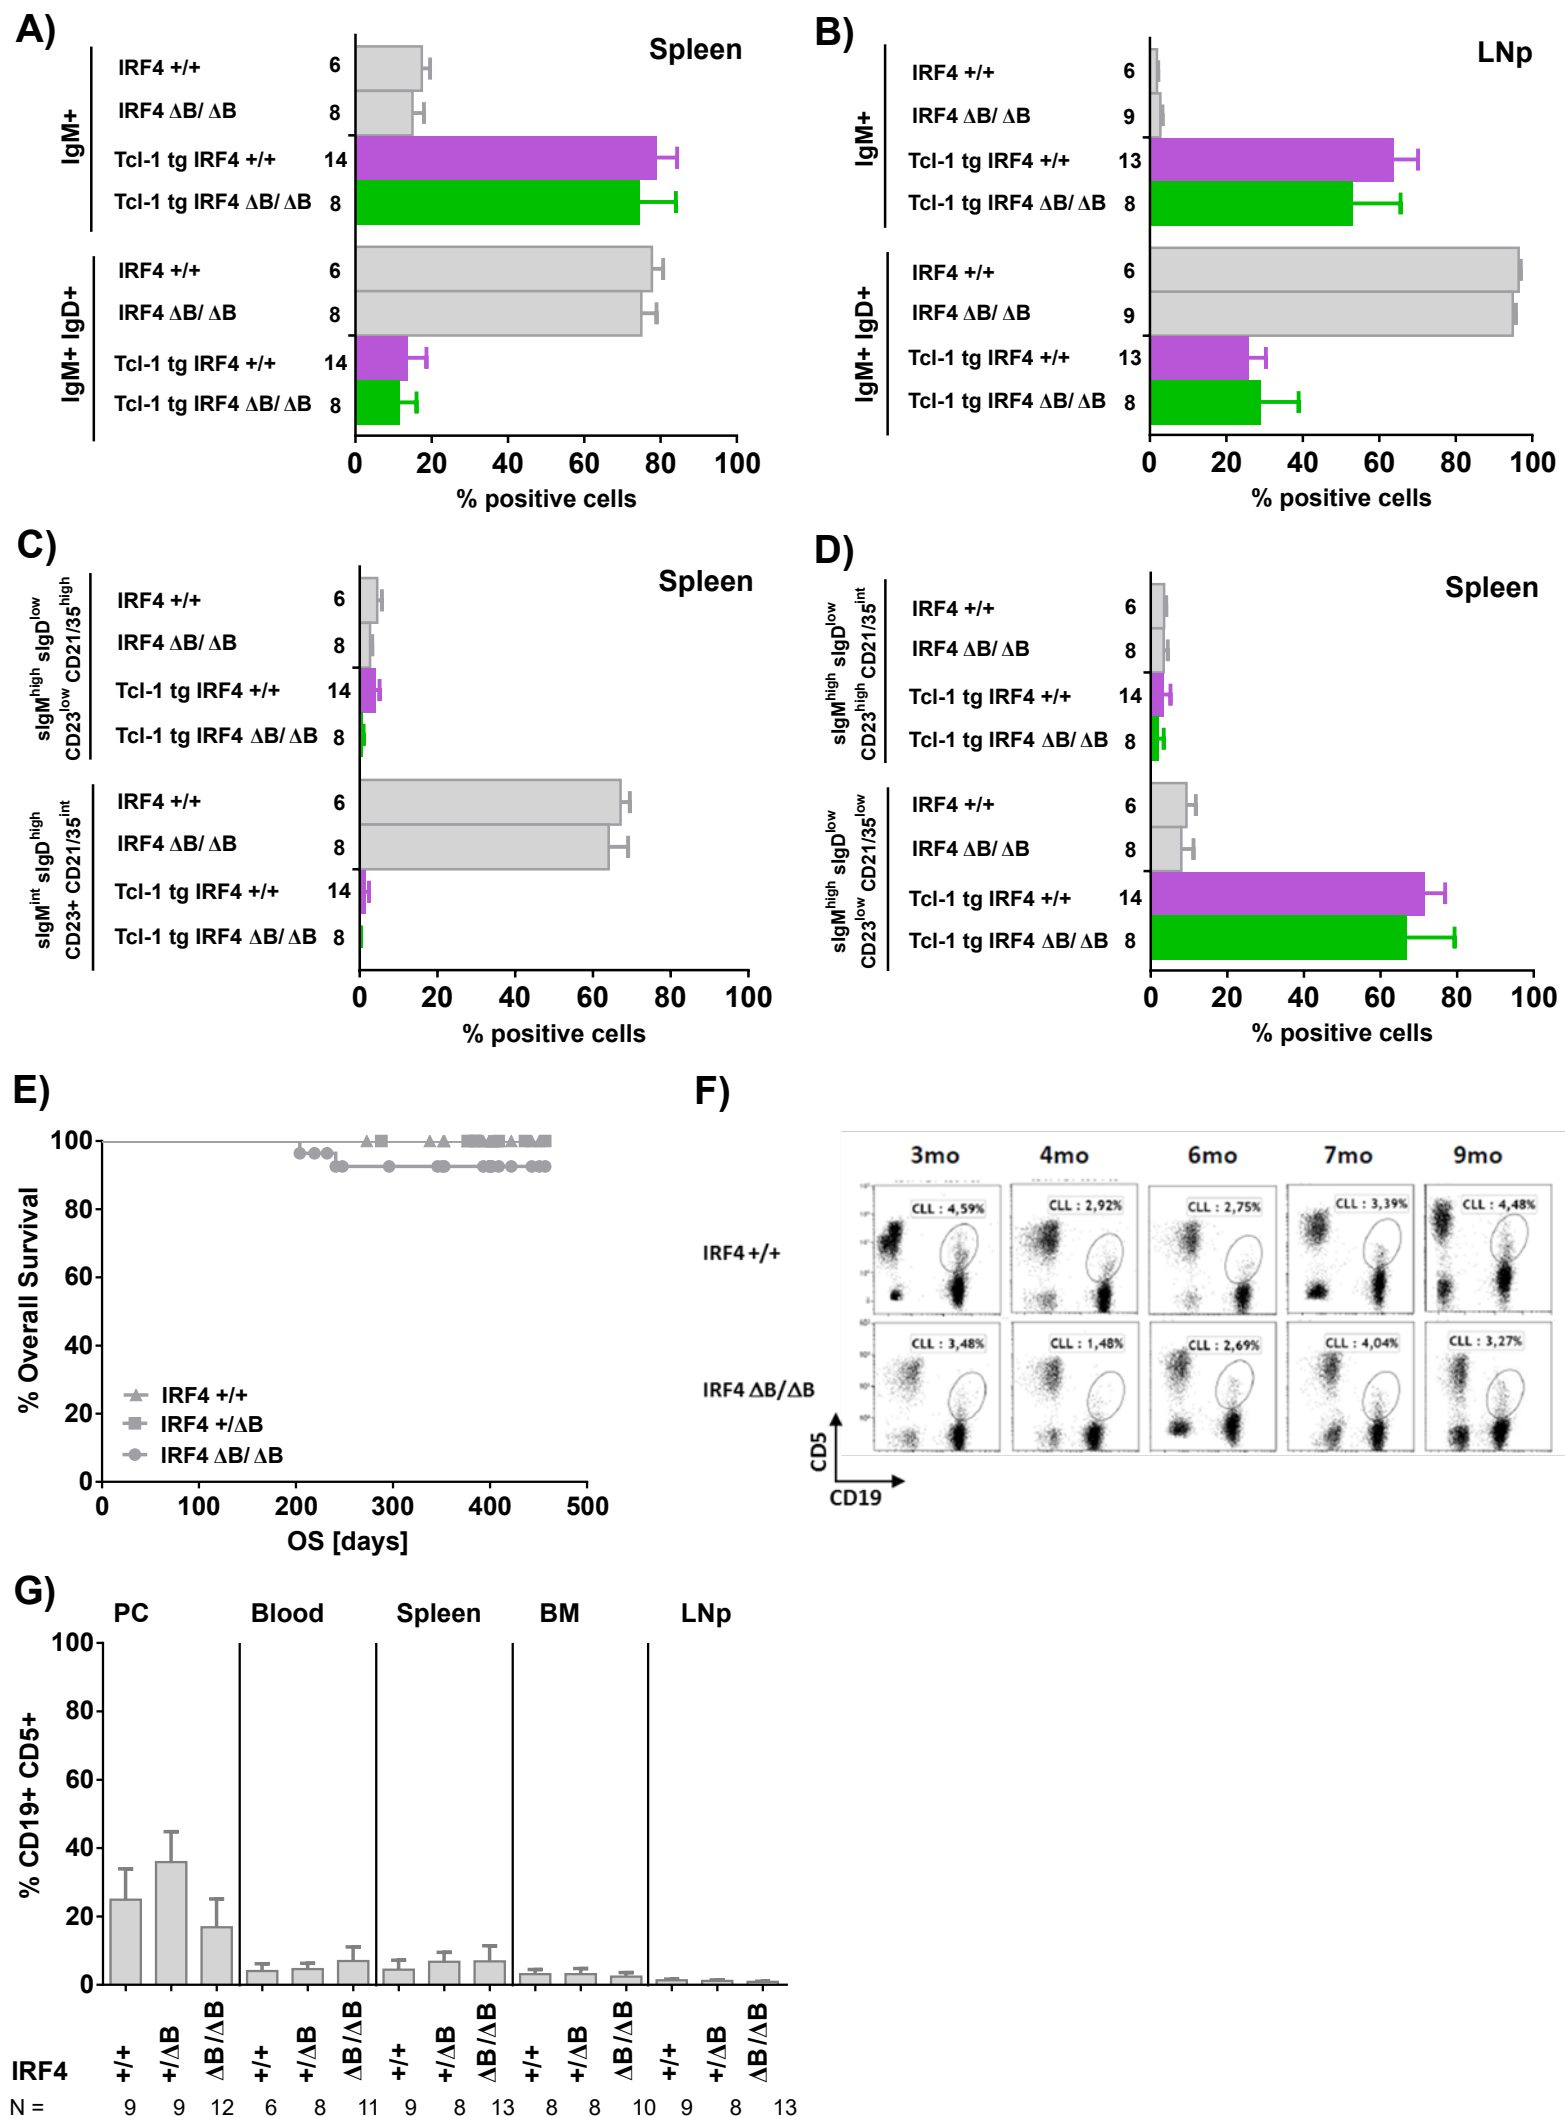 A)
Spleen
IgM+
IRF4 +/+ 6
IRF4 ΔB/ ΔB 8
Tcl-1 tg IRF4 +/+ 14
Tcl-1 tg IRF4 ΔB/ ΔB 8
IgM+ IgD+
IRF4 +/+ 6
IRF4 ΔB/ ΔB 8
Tcl-1 tg IRF4 +/+ 14
Tcl-1 tg IRF4 ΔB/ ΔB 8
0 20 40 60 80 100
% positive cells
B)
LNp
IgM+
IRF4 +/+ 6
IRF4 ΔB/ ΔB 9
Tcl-1 tg IRF4 +/+ 13
Tcl-1 tg IRF4 ΔB/ ΔB 8
IgM+ IgD+
IRF4 +/+ 6
IRF4 ΔB/ ΔB 9
Tcl-1 tg IRF4 +/+ 13
Tcl-1 tg IRF4 ΔB/ ΔB 8
0 20 40 60 80 100
% positive cells
C)
Spleen
sIgMhigh sIgDlow
CD23low CD21/35high
IRF4 +/+ 6
IRF4 ΔB/ ΔB 8
Tcl-1 tg IRF4 +/+ 14
Tcl-1 tg IRF4 ΔB/ ΔB 8
sIgMint sIgDhigh
CD23+ CD21/35int
IRF4 +/+ 6
IRF4 ΔB/ ΔB 8
Tcl-1 tg IRF4 +/+ 14
Tcl-1 tg IRF4 ΔB/ ΔB 8
0 20 40 60 80 100
% positive cells
D)
Spleen
sIgMhigh sIgDlow
CD23high CD21/35int
IRF4 +/+ 6
IRF4 ΔB/ ΔB 8
Tcl-1 tg IRF4 +/+ 14
Tcl-1 tg IRF4 ΔB/ ΔB 8
sIgMhigh sIgDlow
CD23low CD21/35low
IRF4 +/+ 6
IRF4 ΔB/ ΔB 8
Tcl-1 tg IRF4 +/+ 14
Tcl-1 tg IRF4 ΔB/ ΔB 8
0 20 40 60 80 100
% positive cells
E)
% Overall Survival
100
80
60
40
20
0
IRF4 +/+
IRF4 +/ΔB
IRF4 ΔB/ ΔB
0 100 200 300 400 500
OS [days]
F)
3mo 4mo 6mo 7mo 9mo
IRF4 +/+
CLL : 4,59% CLL : 2,92% CLL : 2,75% CLL : 3,39% CLL : 4,48%
IRF4 ΔB/ΔB
CLL : 3,48% CLL : 1,48% CLL : 2,69% CLL : 4,04% CLL : 3,27%
CD5
CD19
G)
PC Blood Spleen BM LNp
% CD19+ CD5+
100
80
60
40
20
0
IRF4 +/+ +/ΔB ΔB/ΔB +/+ +/ΔB ΔB/ΔB +/+ +/ΔB ΔB/ΔB +/+ +/ΔB ΔB/ΔB +/+ +/ΔB ΔB/ΔB
N = 9 9 12 6 8 11 9 8 13 8 8 10 9 8 13